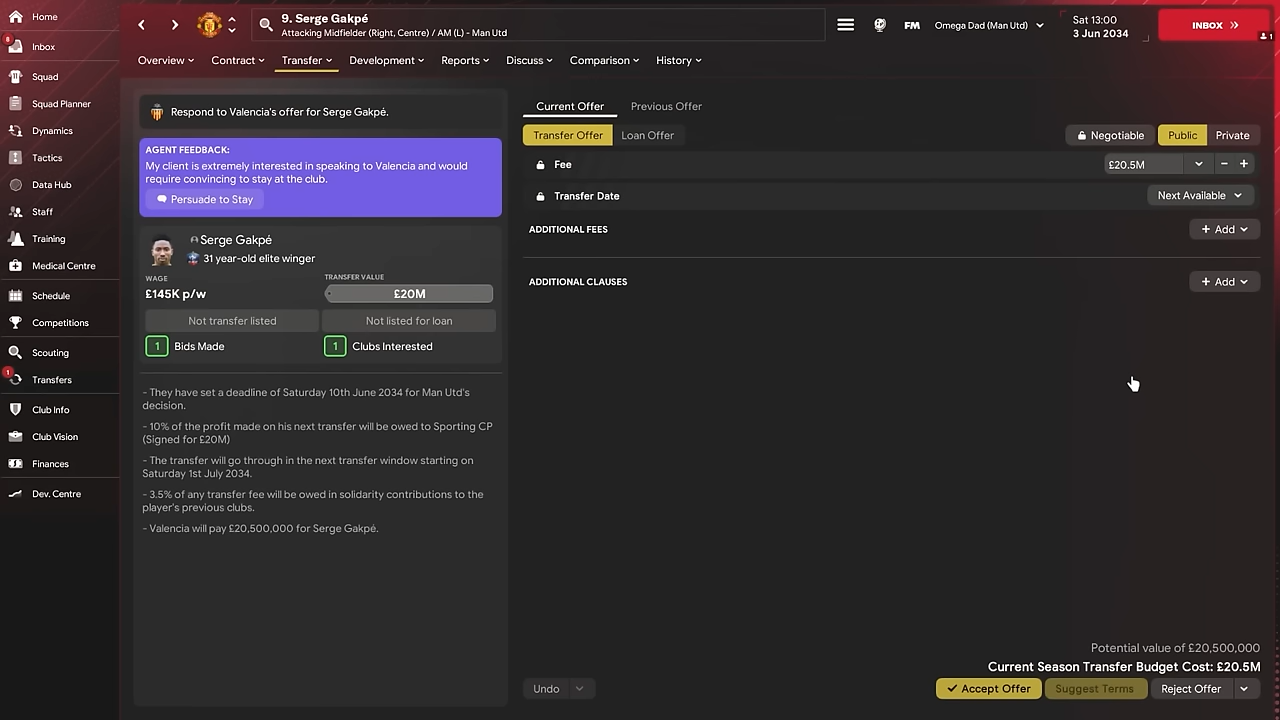 Home
8
Inbox
Squad
Squad Planner
Dynamics
Tactics
Data Hub
Staff
Training
Medical Centre
Schedule
Competitions
Scouting
1
Transfers
Club Info
Club Vision
Finances
Dev. Centre
9. Serge Gakpé
Attacking Midfielder (Right, Centre) / AM (L) - Man Utd
FM
Omega Dad (Man Utd)
Sat 13:00
3 Jun 2034
INBOX
1
Overview
Contract
Transfer
Development
Reports
Discuss
Comparison
History
Respond to Valencia's offer for Serge Gakpé.
AGENT FEEDBACK:
My client is extremely interested in speaking to Valencia and would
require convincing to stay at the club.
Persuade to Stay
Serge Gakpé
31 year-old elite winger
WAGE
TRANSFER VALUE
£145K p/w
£20M
Not transfer listed
Not listed for loan
1 Bids Made
1 Clubs Interested
- They have set a deadline of Saturday 10th June 2034 for Man Utd's
decision.
- 10% of the profit made on his next transfer will be owed to Sporting CP
(Signed for £20M)
- The transfer will go through in the next transfer window starting on
Saturday 1st July 2034.
- 3.5% of any transfer fee will be owed in solidarity contributions to the
player's previous clubs.
- Valencia will pay £20,500,000 for Serge Gakpé.
Current Offer
Previous Offer
Transfer Offer
Loan Offer
Negotiable
Public
Private
Fee
£20.5M
Transfer Date
Next Available
ADDITIONAL FEES
+ Add
ADDITIONAL CLAUSES
+ Add
Potential value of £20,500,000
Current Season Transfer Budget Cost: £20.5M
Undo
Accept Offer
Suggest Terms
Reject Offer